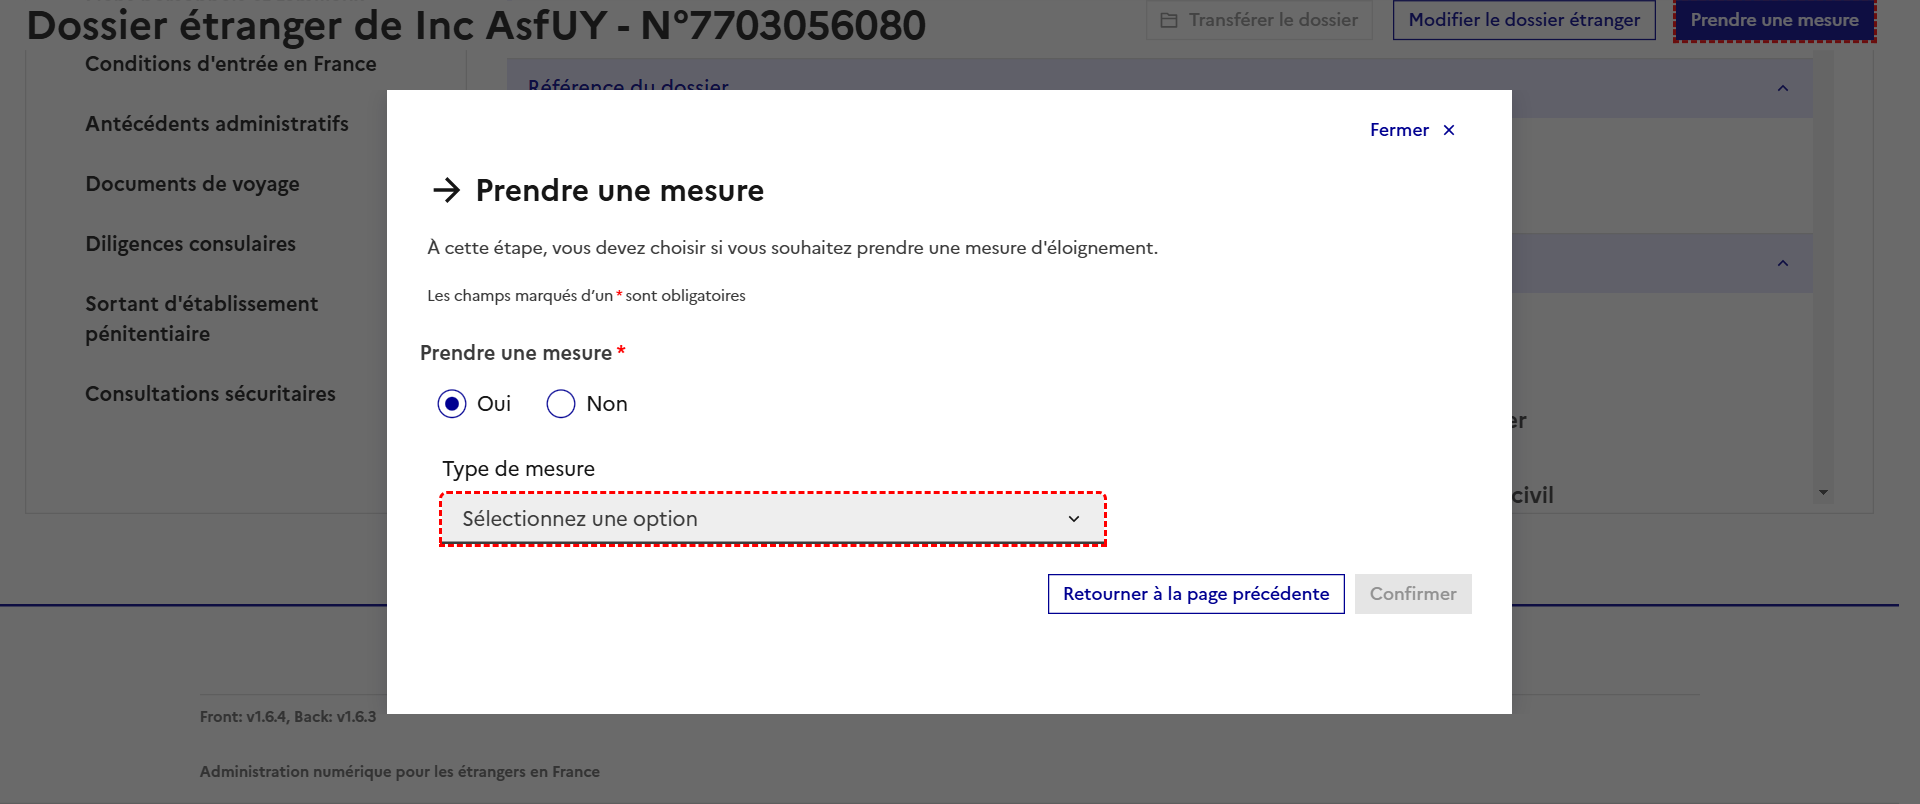 Dossier étranger de Inc AsfUY - N°7703056080
Transférer le dossier
Modifier le dossier étranger
Prendre une mesure
Conditions d'entrée en France
Antécédents administratifs
Documents de voyage
Diligences consulaires
Sortant d'établissement
pénitentiaire
Consultations sécuritaires
Référence du dossier
Fermer ×
→ Prendre une mesure
À cette étape, vous devez choisir si vous souhaitez prendre une mesure d'éloignement.
Les champs marqués d’un * sont obligatoires
Prendre une mesure *
Oui
Non
Type de mesure
Sélectionnez une option
Retourner à la page précédente
Confirmer
civil
Front: v1.6.4, Back: v1.6.3
Administration numérique pour les étrangers en France